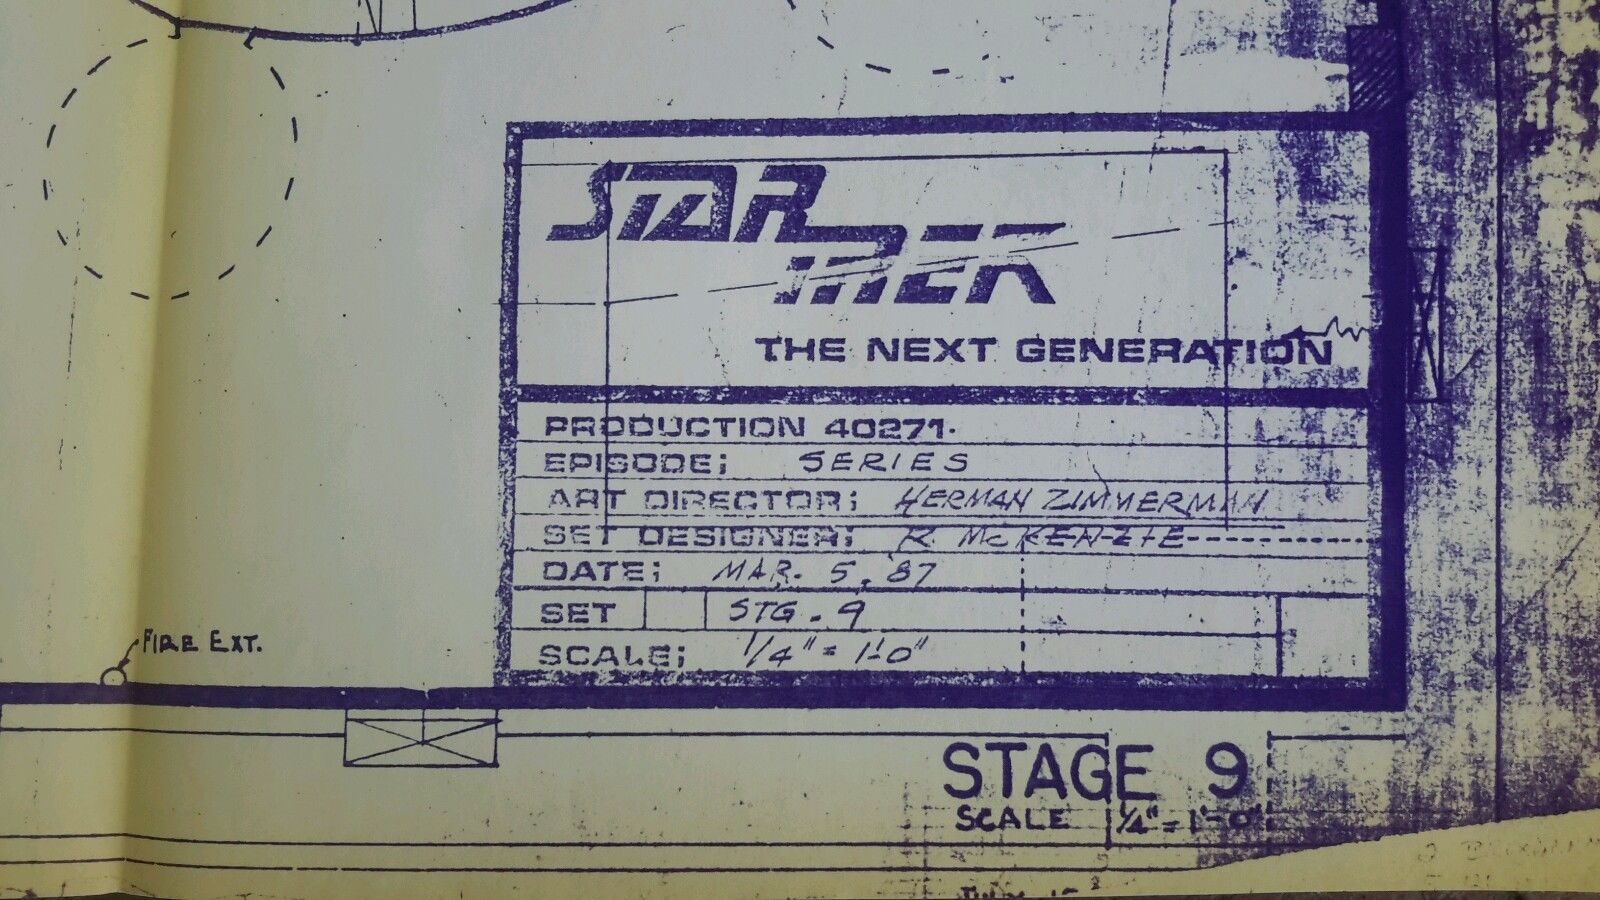 STAR
TREK
THE NEXT GENERATION
PRODUCTION 40271.
EPISODE; SERIES
ART DIRECTOR; HERMAN ZIMMERMAN
SET DESIGNER; R. McKENZIE
DATE; MAR. 5, 87
SET STG. 9
SCALE; 1/4" = 1'-0"
FIRE EXT.
STAGE 9
SCALE 1/4" = 1'-0"